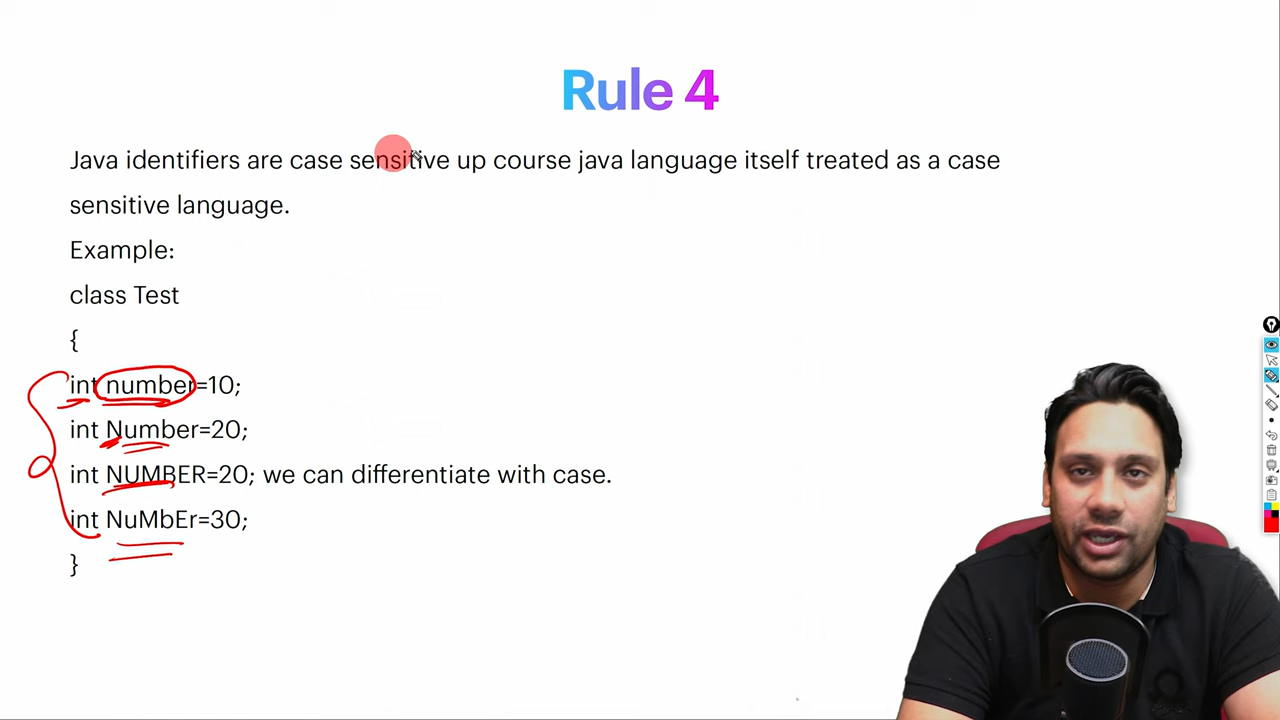 Rule 4
Java identifiers are case sensitive up course java language itself treated as a case
sensitive language.
Example:
class Test
{
int number=10;
int Number=20;
int NUMBER=20; we can differentiate with case.
int NuMbEr=30;
}